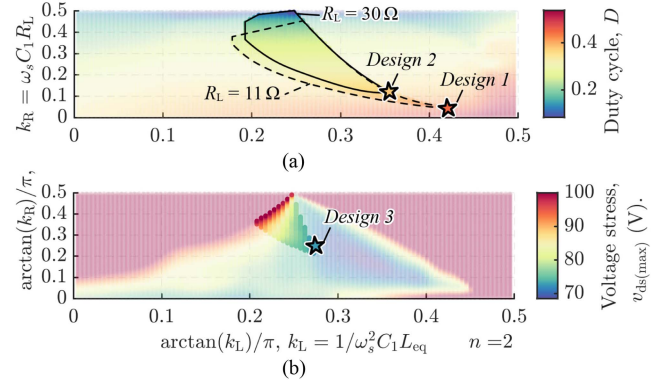 0.5
0.4
0.3
0.2
0.1
0
k_R = ω_s C_1 R_L
R_L = 30 Ω
R_L = 11 Ω
Design 2
Design 1
0 0.1 0.2 0.3 0.4 0.5
0.4
0.2
Duty cycle, D
(a)
0.5
0.4
0.3
0.2
0.1
0
arctan(k_R)/π,
Design 3
0 0.1 0.2 0.3 0.4 0.5
100
90
80
70
Voltage stress,
v_ds(max) (V).
arctan(k_L)/π, k_L = 1/ω_s^2 C_1 L_eq n =2
(b)